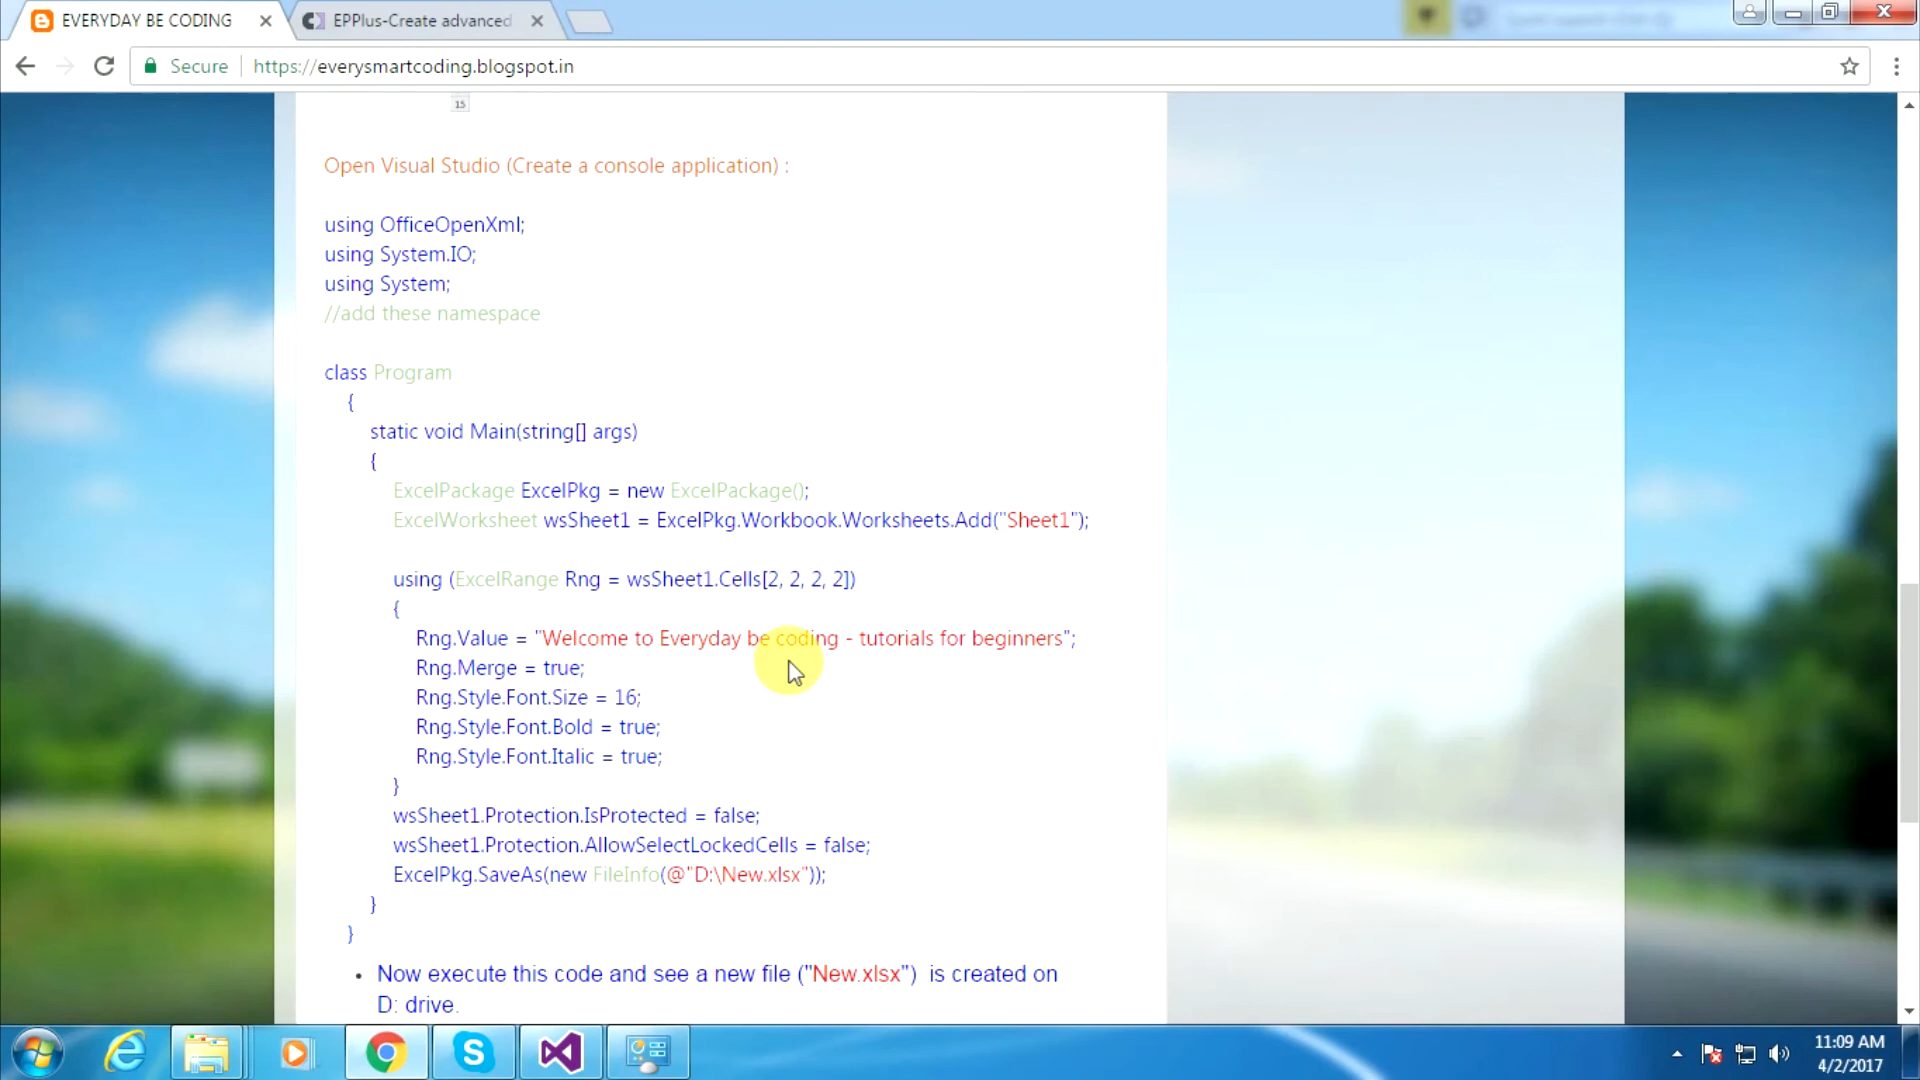 EVERYDAY BE CODING
EPPlus-Create advanced
Secure
https://everysmartcoding.blogspot.in
15
Open Visual Studio (Create a console application) :
using OfficeOpenXml;
using System.IO;
using System;
//add these namespace
class Program
{
static void Main(string[] args)
{
ExcelPackage ExcelPkg = new ExcelPackage();
ExcelWorksheet wsSheet1 = ExcelPkg.Workbook.Worksheets.Add("Sheet1");
using (ExcelRange Rng = wsSheet1.Cells[2, 2, 2, 2])
{
Rng.Value = "Welcome to Everyday be coding - tutorials for beginners";
Rng.Merge = true;
Rng.Style.Font.Size = 16;
Rng.Style.Font.Bold = true;
Rng.Style.Font.Italic = true;
}
wsSheet1.Protection.IsProtected = false;
wsSheet1.Protection.AllowSelectLockedCells = false;
ExcelPkg.SaveAs(new FileInfo(@"D:\New.xlsx"));
}
}
• Now execute this code and see a new file ("New.xlsx")  is created on
D: drive.
11:09 AM
4/2/2017